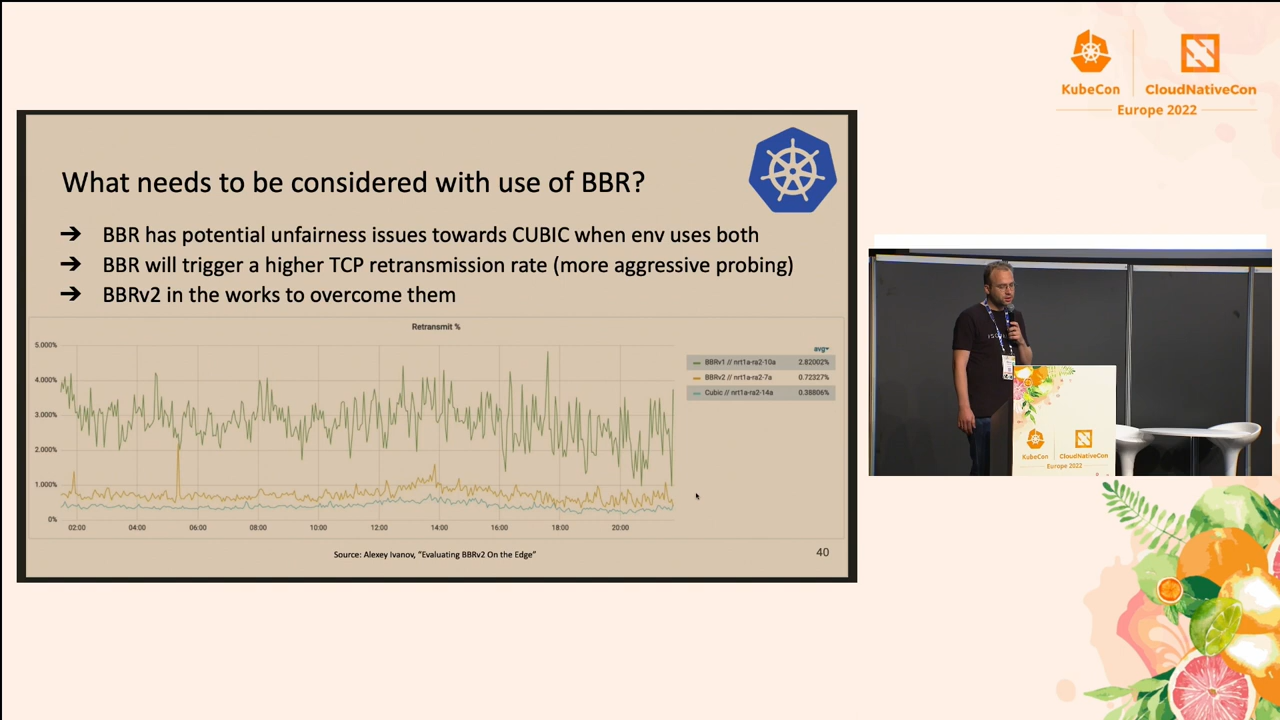 KubeCon
CloudNativeCon
Europe 2022
What needs to be considered with use of BBR?
➔ BBR has potential unfairness issues towards CUBIC when env uses both
➔ BBR will trigger a higher TCP retransmission rate (more aggressive probing)
➔ BBRv2 in the works to overcome them
Retransmit %
5.000%
4.000%
3.000%
2.000%
1.000%
0%
02:00 04:00 06:00 08:00 10:00 12:00 14:00 16:00 18:00 20:00
avg
BBRv1 // nrt1a-ra2-10a 2.82002%
BBRv2 // nrt1a-ra2-7a 0.72327%
Cubic // nrt1a-ra2-14a 0.38806%
Source: Alexey Ivanov, "Evaluating BBRv2 On the Edge"
40
KubeCon
CloudNativeCon
Europe 2022